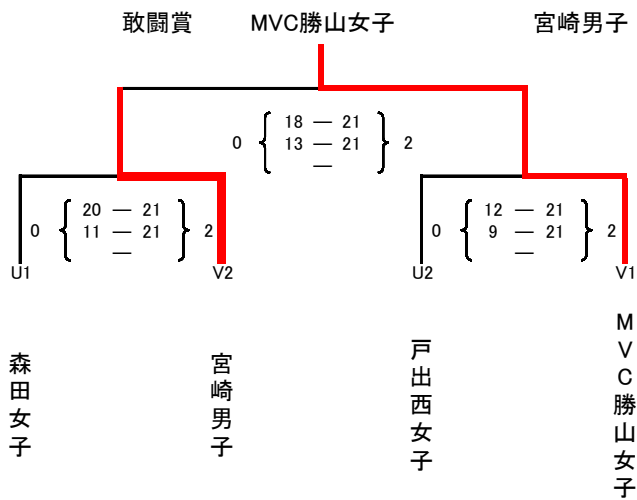 敢闘賞 MVC勝山女子 宮崎男子
18 — 21
0 { 13 — 21 } 2
—
20 — 21 12 — 21
0 { 11 — 21 } 2 0 { 9 — 21 } 2
— —
U1 V2 U2 V1
森田女子
宮崎男子
戸出西女子
MVC勝山女子